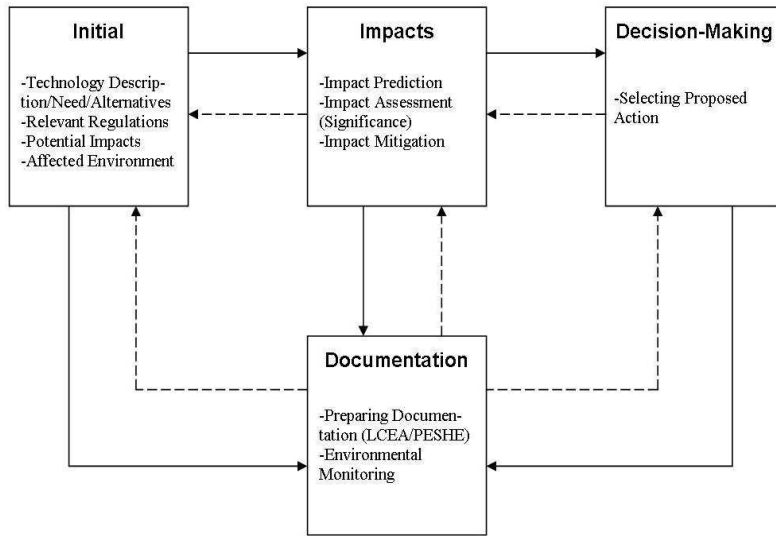 Initial
-Technology Descrip-
tion/Need/Alternatives
-Relevant Regulations
-Potential Impacts
-Affected Environment
Impacts
-Impact Prediction
-Impact Assessment
(Significance)
-Impact Mitigation
Decision-Making
-Selecting Proposed
Action
Documentation
-Preparing Documen-
tation (LCEA/PESHE)
-Environmental
Monitoring